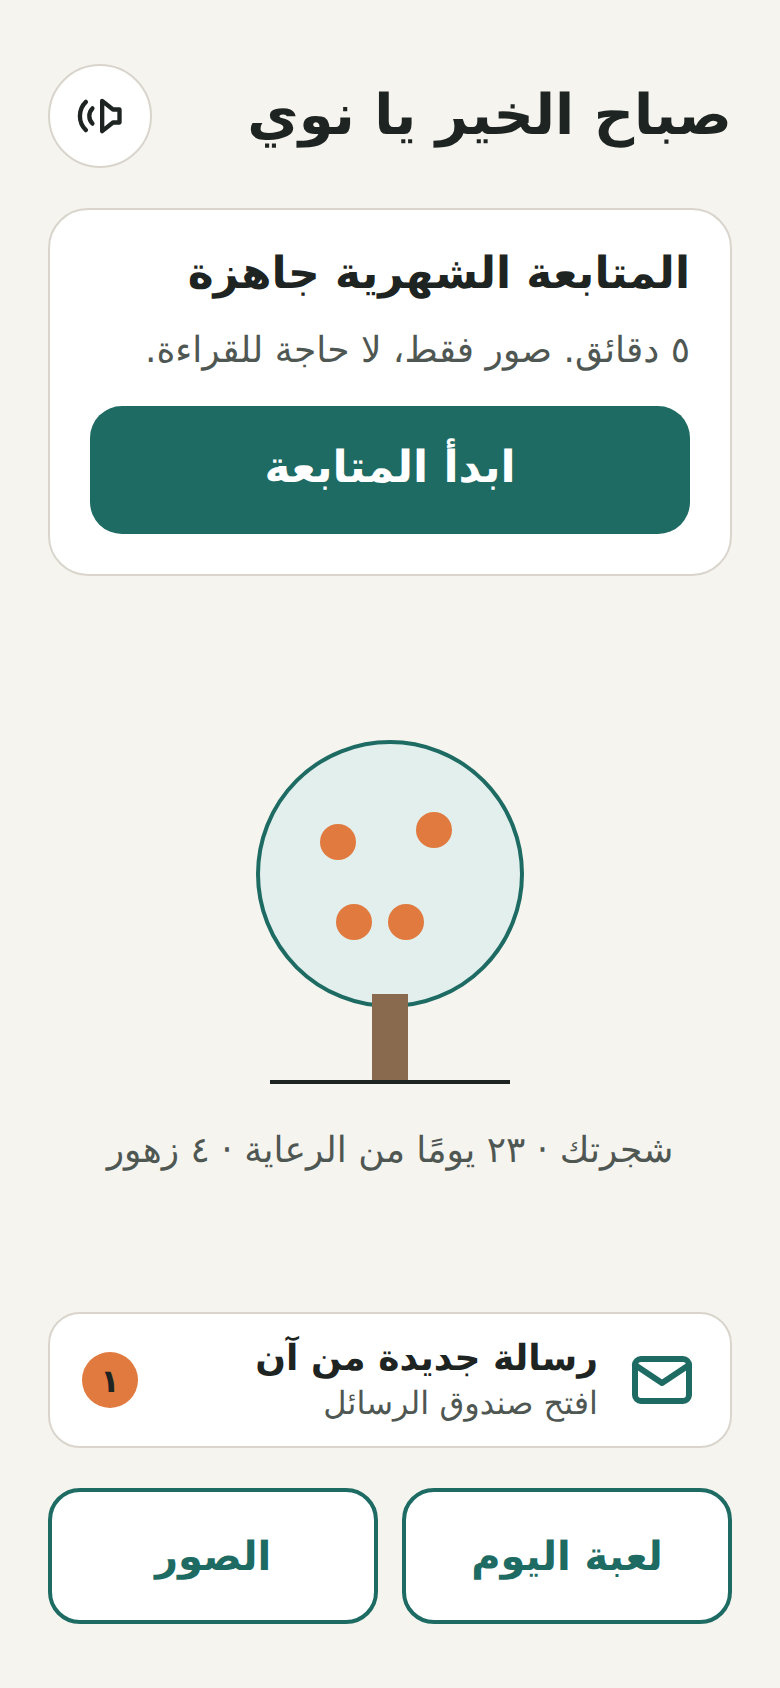 صباح الخير يا نوي
المتابعة الشهرية جاهزة
٥ دقائق. صور فقط، لا حاجة للقراءة.
ابدأ المتابعة
شجرتك · ٢٣ يومًا من الرعاية · ٤ زهور
رسالة جديدة من آن
١
افتح صندوق الرسائل
لعبة اليوم
الصور